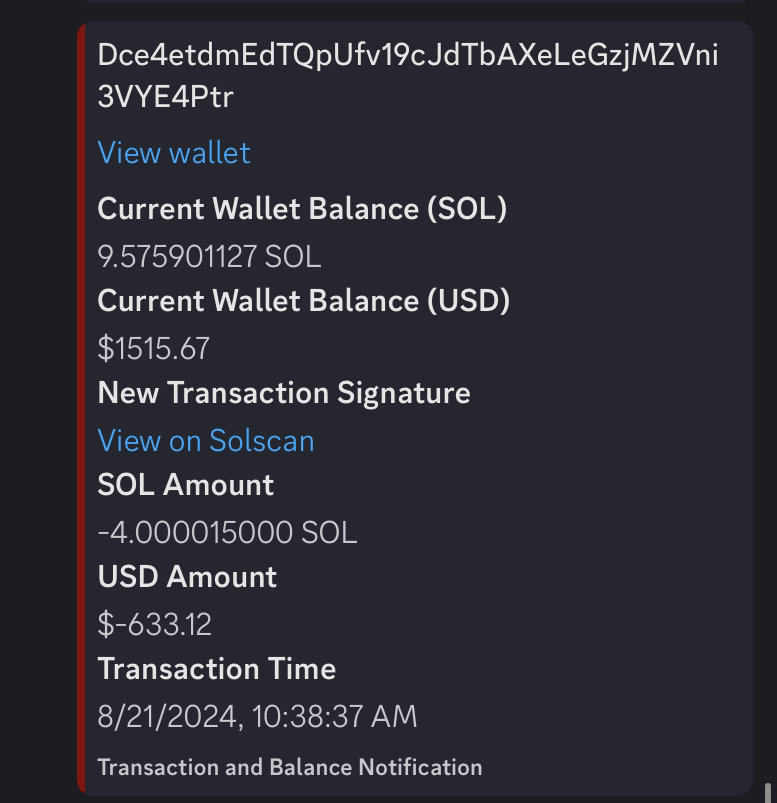 Dce4etdmEdTQpUfv19cJdTbAXeLeGzjMZVni
3VYE4Ptr
View wallet
Current Wallet Balance (SOL)
9.575901127 SOL
Current Wallet Balance (USD)
$1515.67
New Transaction Signature
View on Solscan
SOL Amount
-4.000015000 SOL
USD Amount
$-633.12
Transaction Time
8/21/2024, 10:38:37 AM
Transaction and Balance Notification